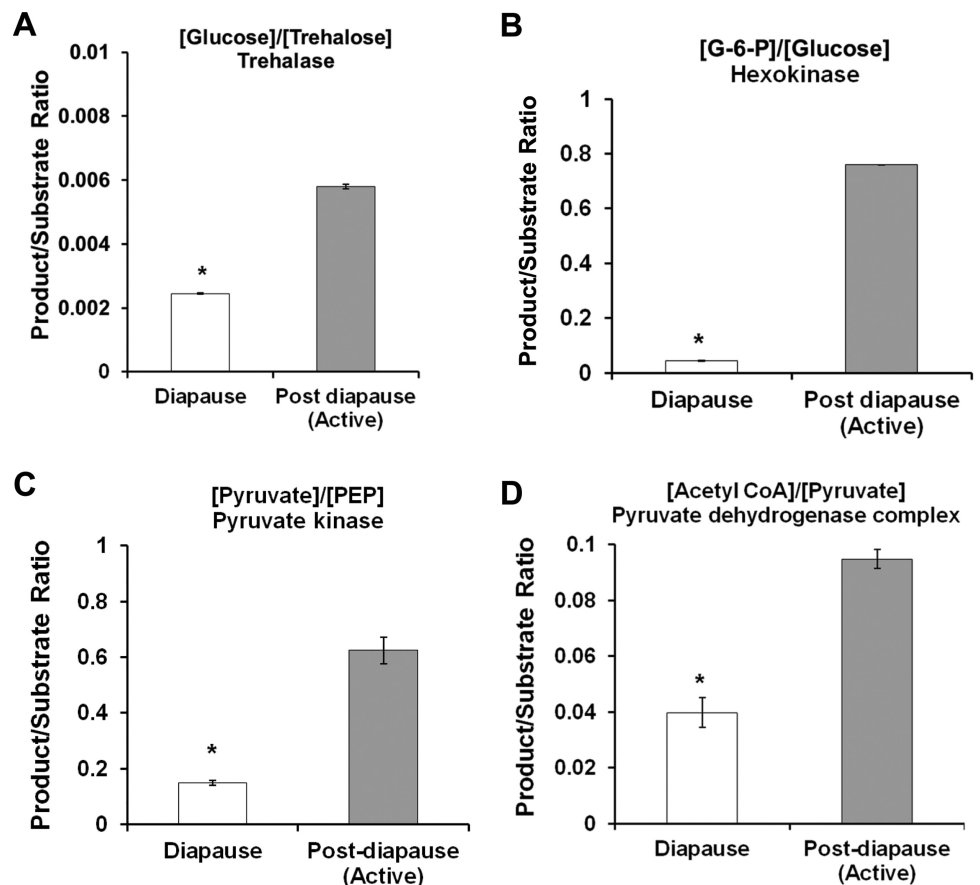 A
[Glucose]/[Trehalose]
Trehalase
Product/Substrate Ratio
0.01
0.008
0.006
0.004
0.002
0
*
Diapause
Post diapause
(Active)
B
[G-6-P]/[Glucose]
Hexokinase
Product/Substrate Ratio
1
0.8
0.6
0.4
0.2
0
*
Diapause
Post diapause
(Active)
C
[Pyruvate]/[PEP]
Pyruvate kinase
Product/Substrate Ratio
1
0.8
0.6
0.4
0.2
0
*
Diapause
Post-diapause
(Active)
D
[Acetyl CoA]/[Pyruvate]
Pyruvate dehydrogenase complex
Product/Substrate Ratio
0.1
0.08
0.06
0.04
0.02
0
*
Diapause
Post-diapause
(Active)